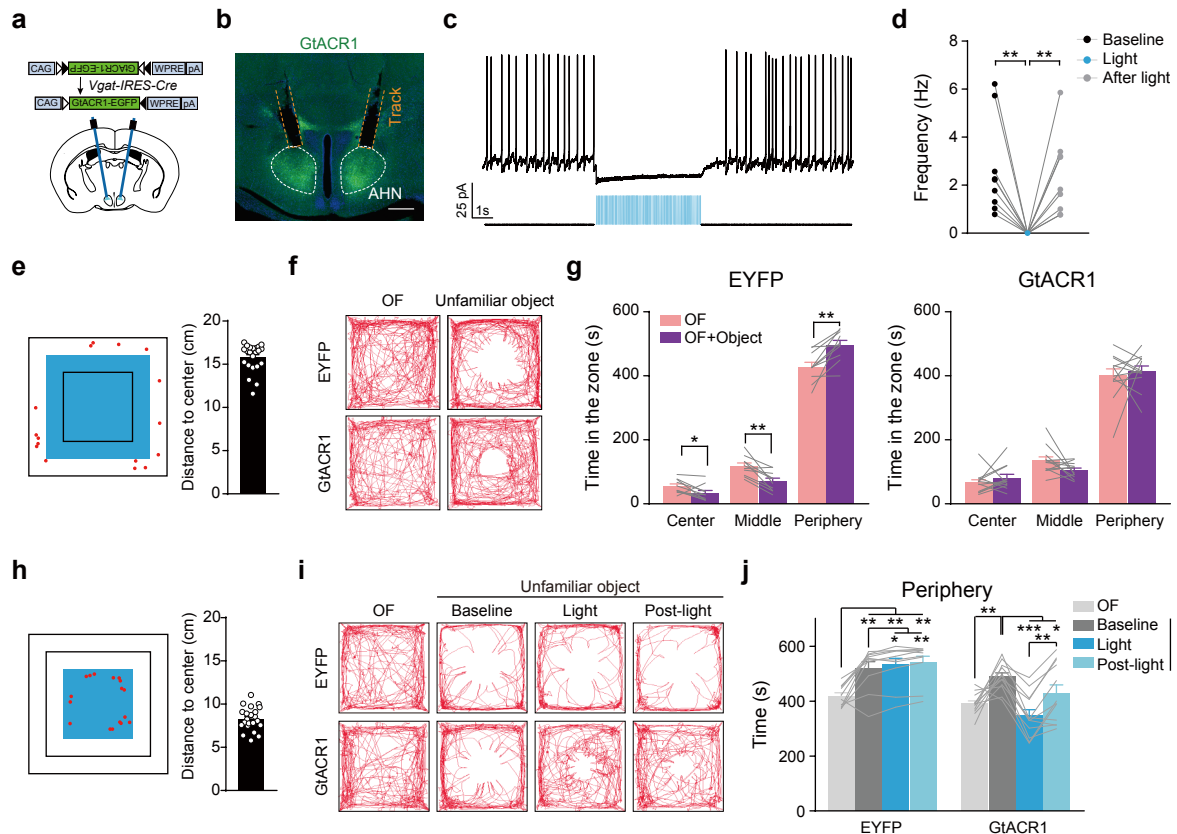 a
CAG
GtACR1-EGFP
WPRE
pA
Vgat-IRES-Cre
CAG
GtACR1-EGFP
WPRE
pA
b
GtACR1
Track
AHN
c
25 pA
1s
d
Frequency (Hz)
8
6
4
2
0
** **
Baseline
Light
After light
e
Distance to center (cm)
20
15
10
5
0
f
OF Unfamiliar object
EYFP
GtACR1
g
EYFP
Time in the zone (s)
600
400
200
0
OF
OF+Object
*
**
**
Center Middle Periphery
GtACR1
Time in the zone (s)
600
400
200
0
Center Middle Periphery
h
Distance to center (cm)
20
15
10
5
0
i
Unfamiliar object
OF Baseline Light Post-light
EYFP
GtACR1
j
Periphery
Time (s)
600
400
200
0
** ** **
* **
**
*** *
**
EYFP GtACR1
OF
Baseline
Light
Post-light
Unfamiliar object